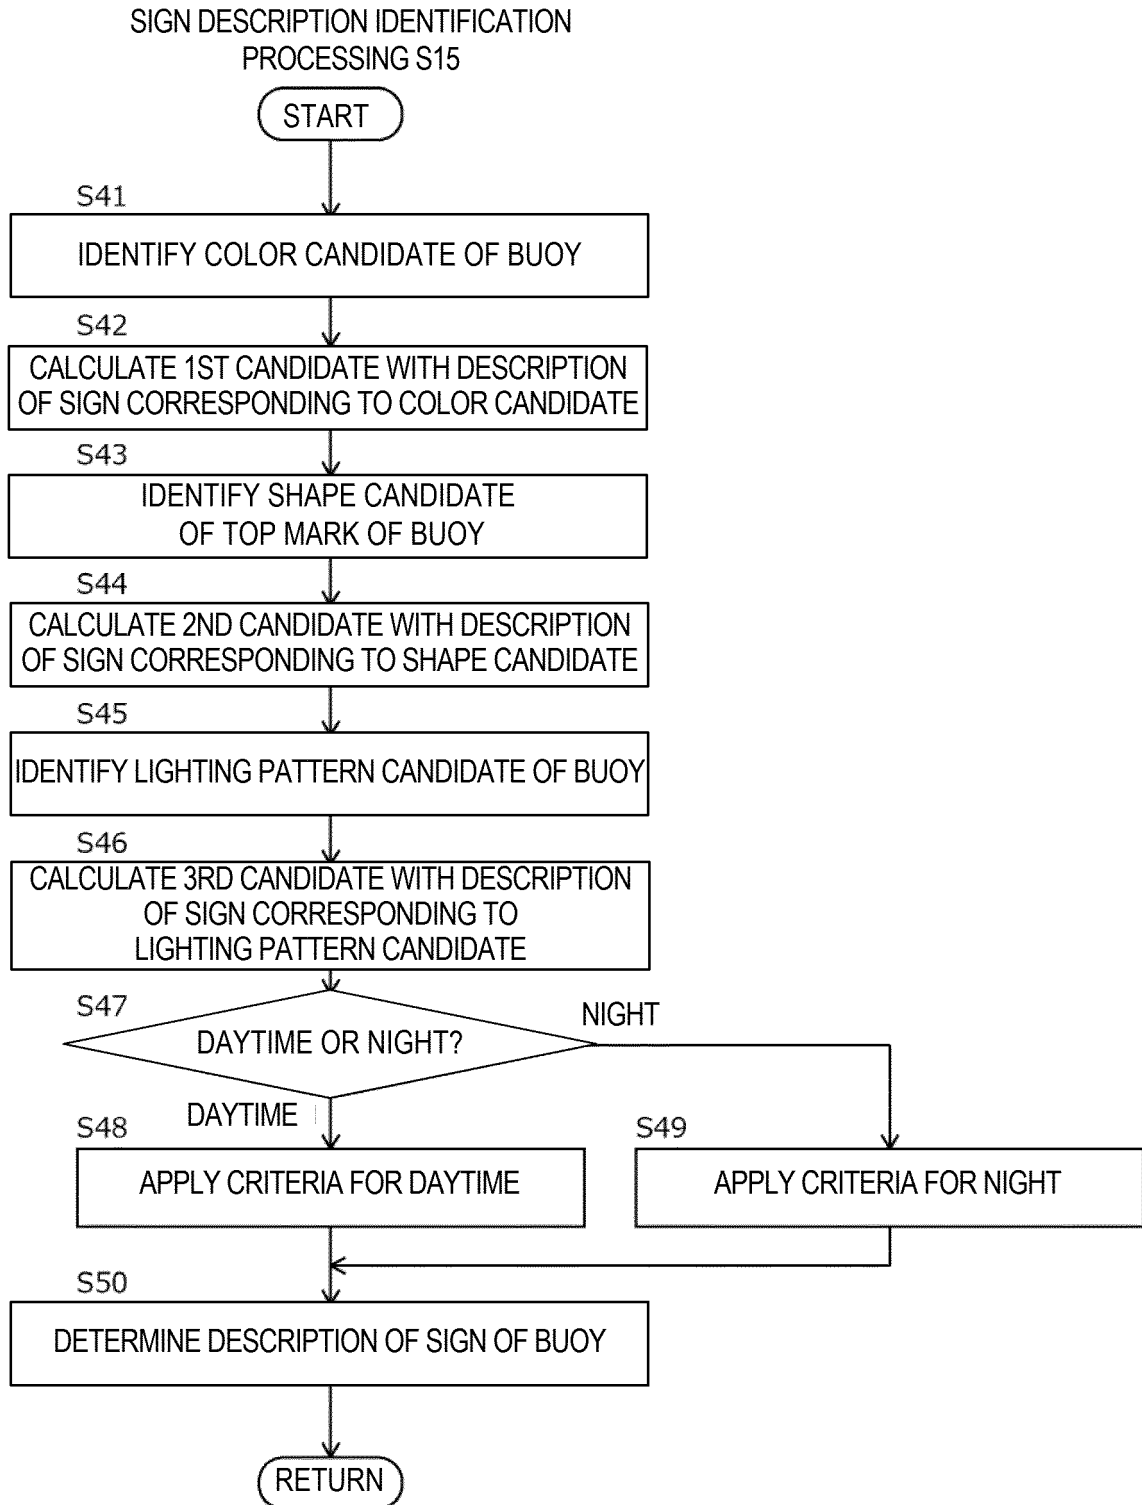 SIGN DESCRIPTION IDENTIFICATION
PROCESSING S15
START
S41
IDENTIFY COLOR CANDIDATE OF BUOY
S42
CALCULATE 1ST CANDIDATE WITH DESCRIPTION
OF SIGN CORRESPONDING TO COLOR CANDIDATE
S43
IDENTIFY SHAPE CANDIDATE
OF TOP MARK OF BUOY
S44
CALCULATE 2ND CANDIDATE WITH DESCRIPTION
OF SIGN CORRESPONDING TO SHAPE CANDIDATE
S45
IDENTIFY LIGHTING PATTERN CANDIDATE OF BUOY
S46
CALCULATE 3RD CANDIDATE WITH DESCRIPTION
OF SIGN CORRESPONDING TO
LIGHTING PATTERN CANDIDATE
S47
DAYTIME OR NIGHT?
NIGHT
DAYTIME
S48
APPLY CRITERIA FOR DAYTIME
S49
APPLY CRITERIA FOR NIGHT
S50
DETERMINE DESCRIPTION OF SIGN OF BUOY
RETURN